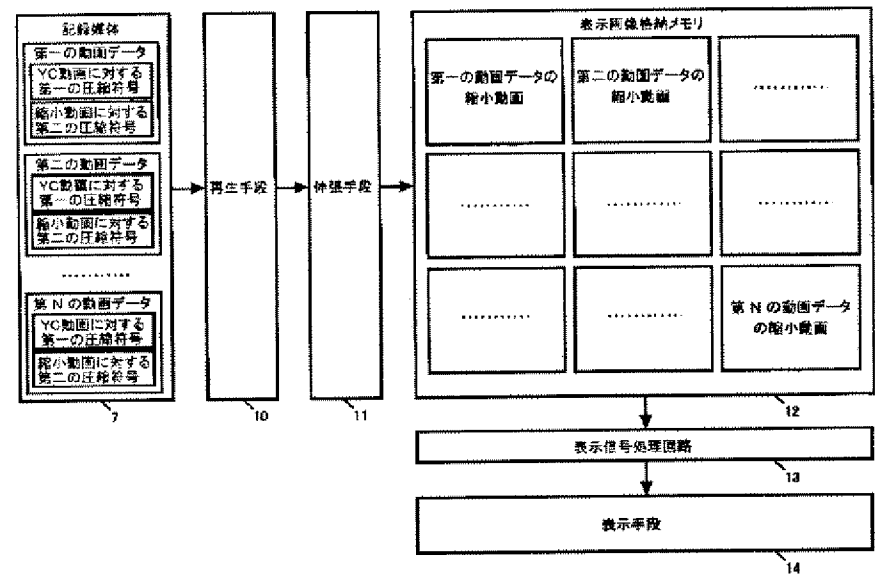 記録媒体
第一の動画データ
YC動画に対する
第一の圧縮符号
縮小動画に対する
第二の圧縮符号
第二の動画データ
YC動画に対する
第一の圧縮符号
縮小動画に対する
第二の圧縮符号
............
第Nの動画データ
YC動画に対する
第一の圧縮符号
縮小動画に対する
第二の圧縮符号
7
再生手段
10
伸張手段
11
表示画像格納メモリ
第一の動画データの
縮小動画
第二の動画データの
縮小動画
............
............
............
............
............
............
第Nの動画データ
の縮小動画
12
表示信号処理回路
13
表示手段
14